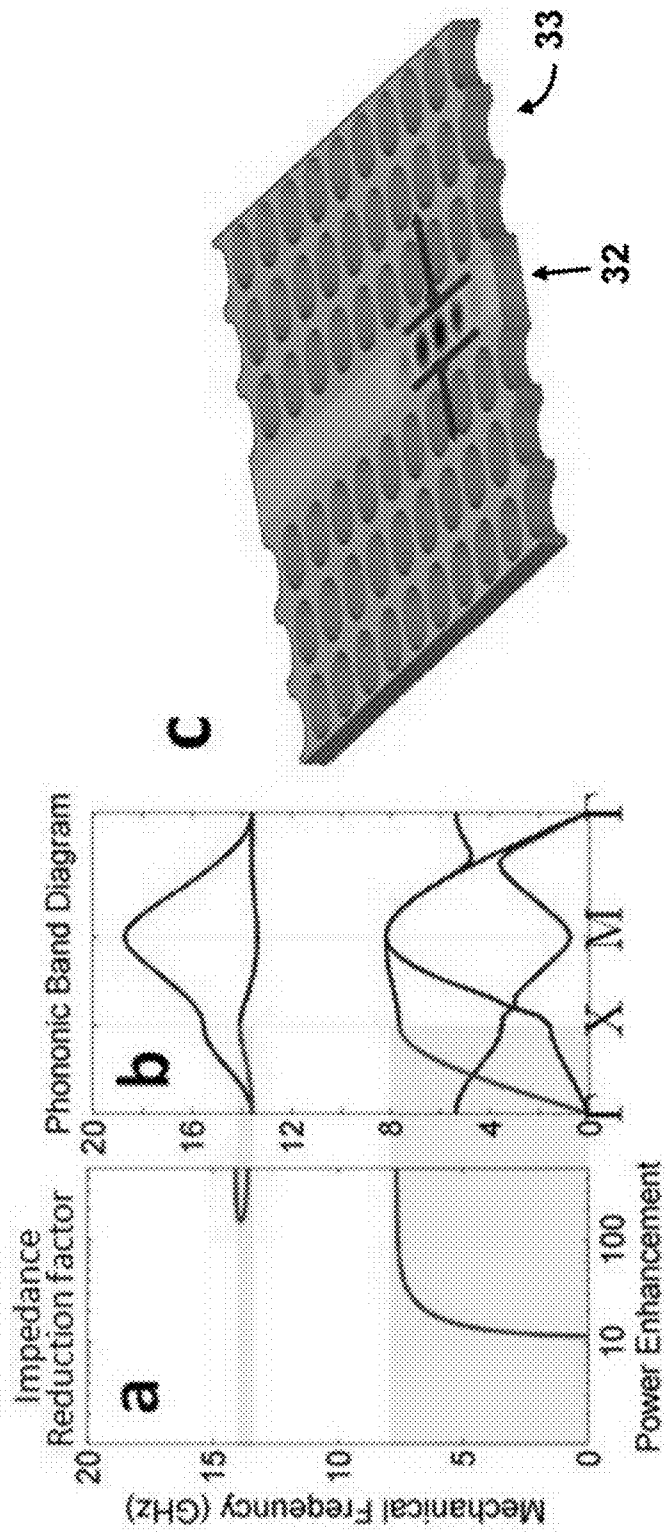 Impedance
Reduction factor
a
20
15
10
5
0
Mechanical Freqeuncy (GHz)
10 100
Power Enhancement
Phononic Band Diagram
b
20
16
12
8
4
0
Γ X M Γ
c
32
33